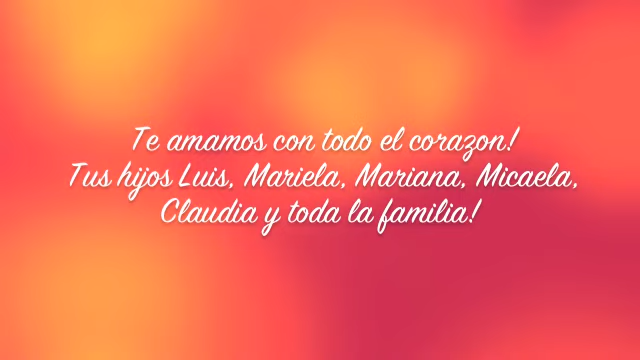 Te amamos con todo el corazon!
Tus hijos Luis, Mariela, Mariana, Micaela,
Claudia y toda la familia!